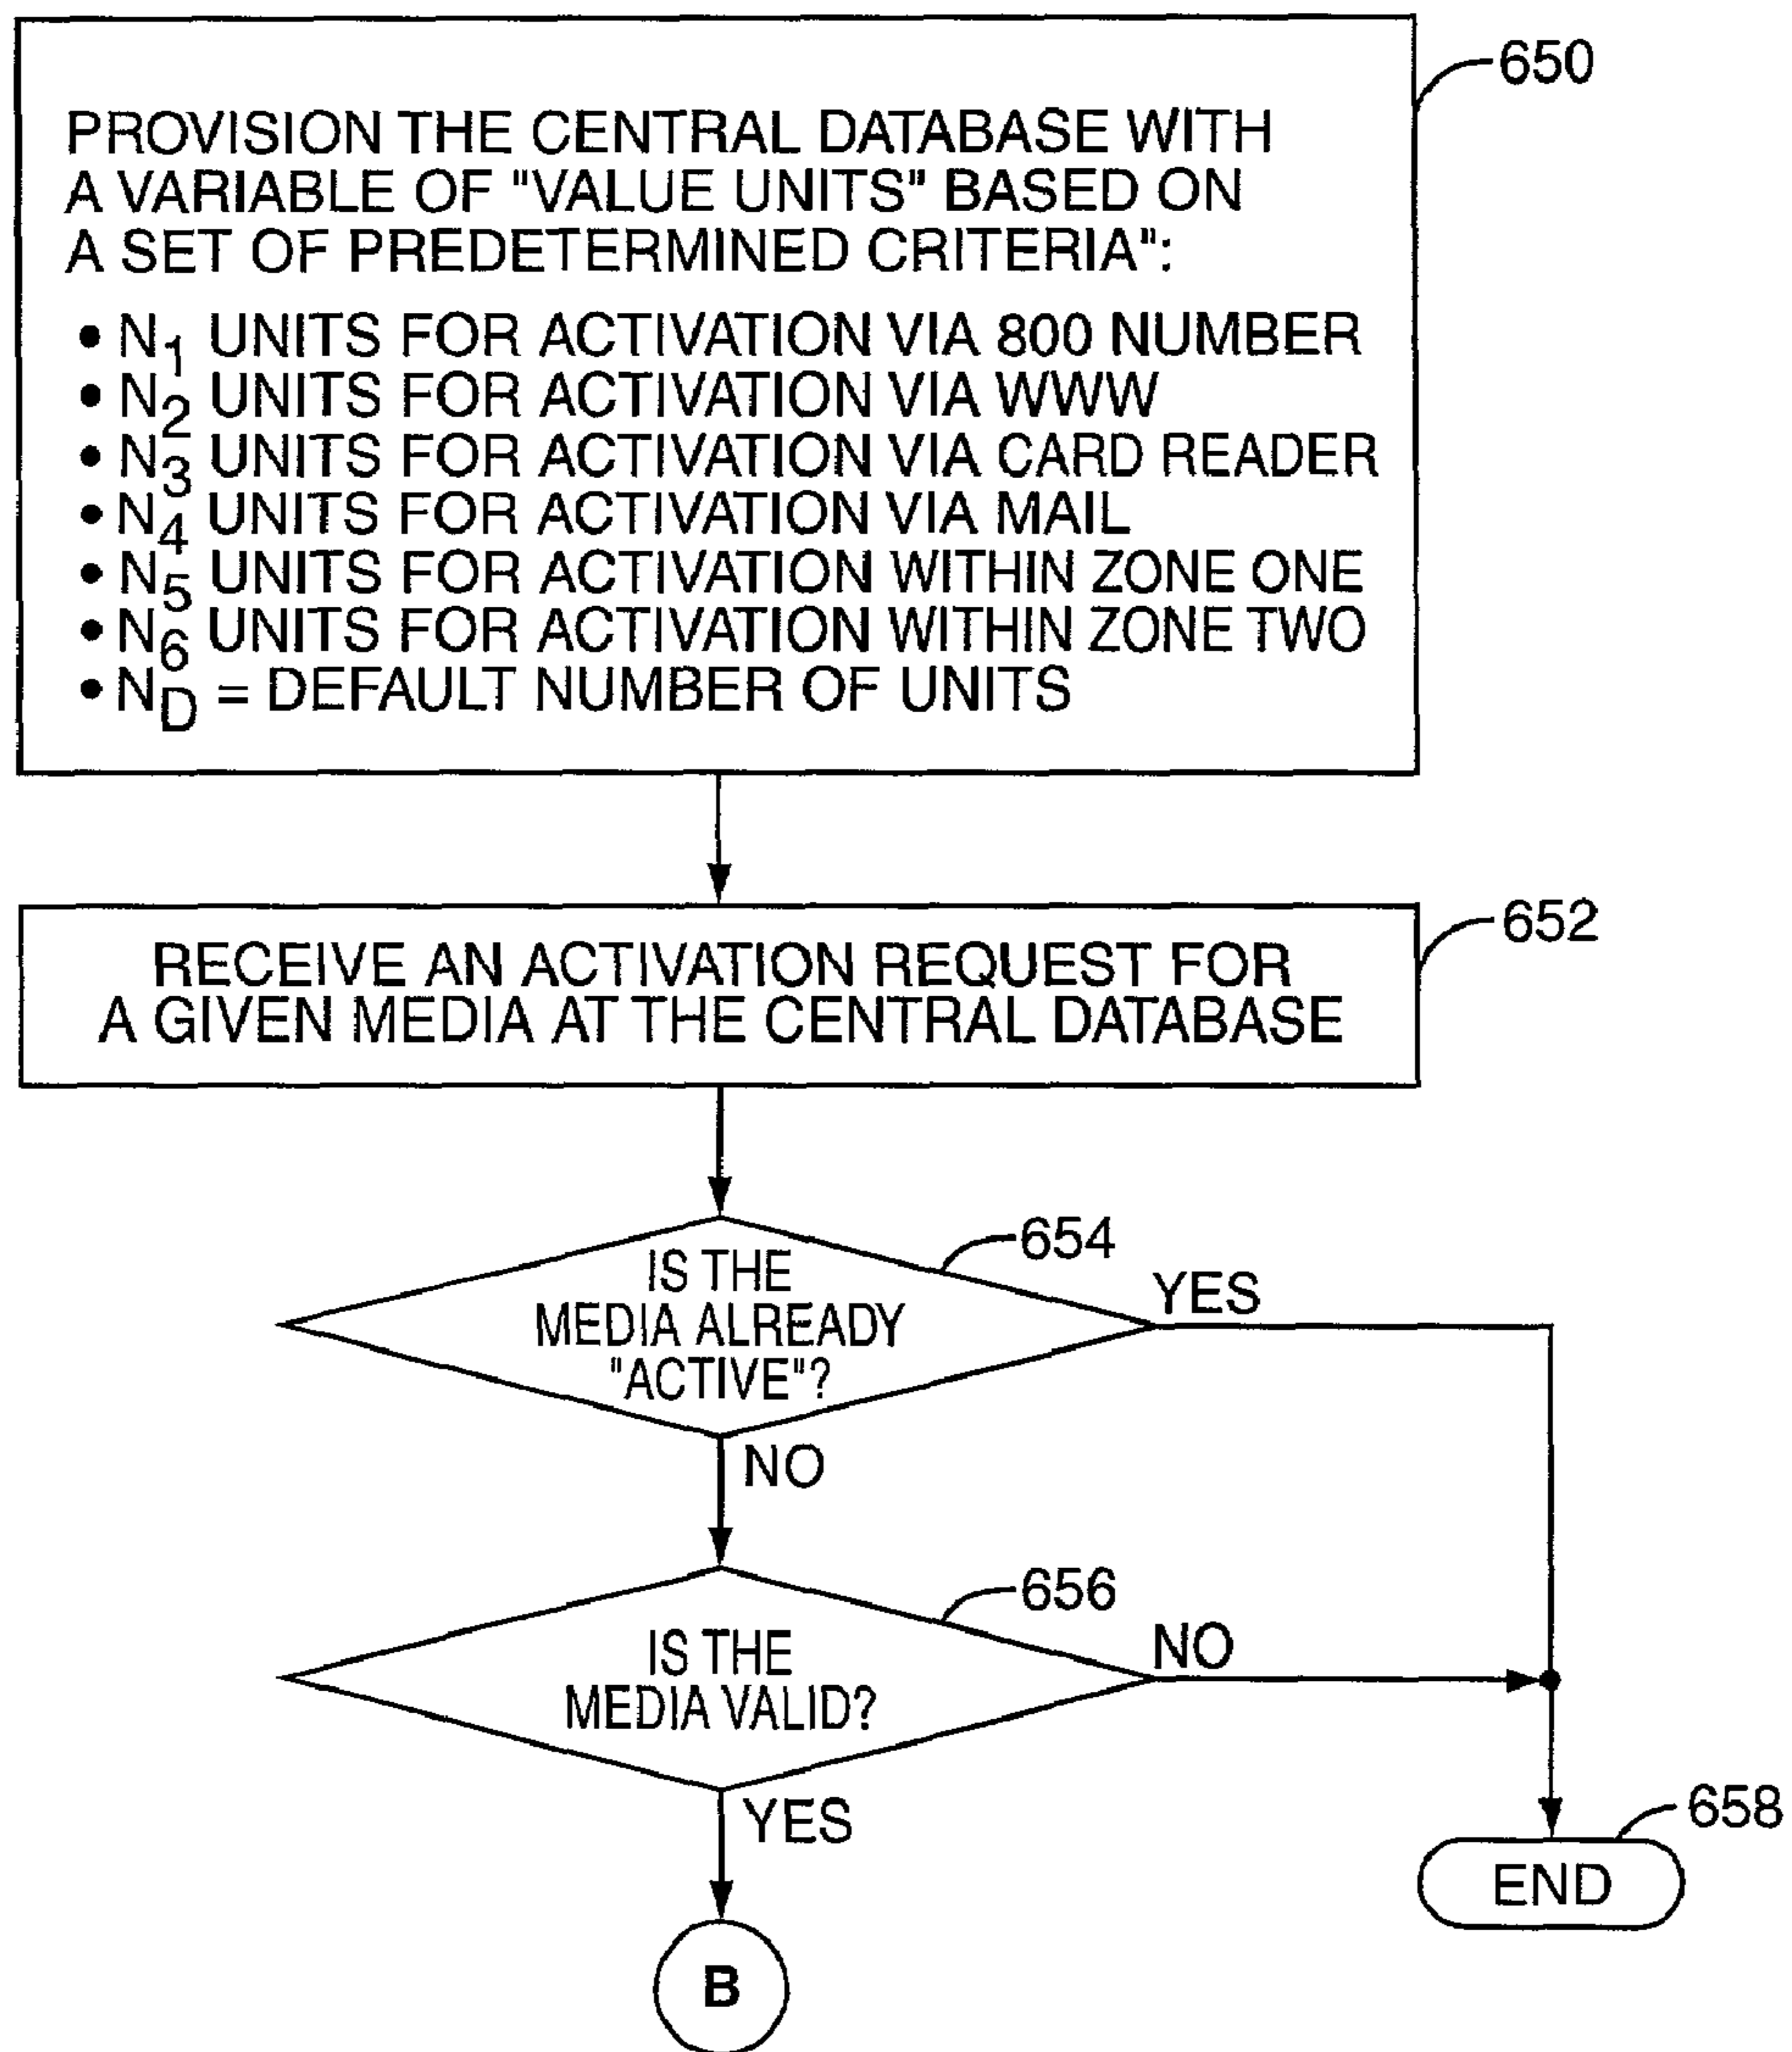 650
PROVISION THE CENTRAL DATABASE WITH
A VARIABLE OF "VALUE UNITS" BASED ON
A SET OF PREDETERMINED CRITERIA":
• N1 UNITS FOR ACTIVATION VIA 800 NUMBER
• N2 UNITS FOR ACTIVATION VIA WWW
• N3 UNITS FOR ACTIVATION VIA CARD READER
• N4 UNITS FOR ACTIVATION VIA MAIL
• N5 UNITS FOR ACTIVATION WITHIN ZONE ONE
• N6 UNITS FOR ACTIVATION WITHIN ZONE TWO
• ND = DEFAULT NUMBER OF UNITS
652
RECEIVE AN ACTIVATION REQUEST FOR
A GIVEN MEDIA AT THE CENTRAL DATABASE
654
IS THE
MEDIA ALREADY
"ACTIVE"?
YES
NO
656
IS THE
MEDIA VALID?
NO
YES
658
END
B